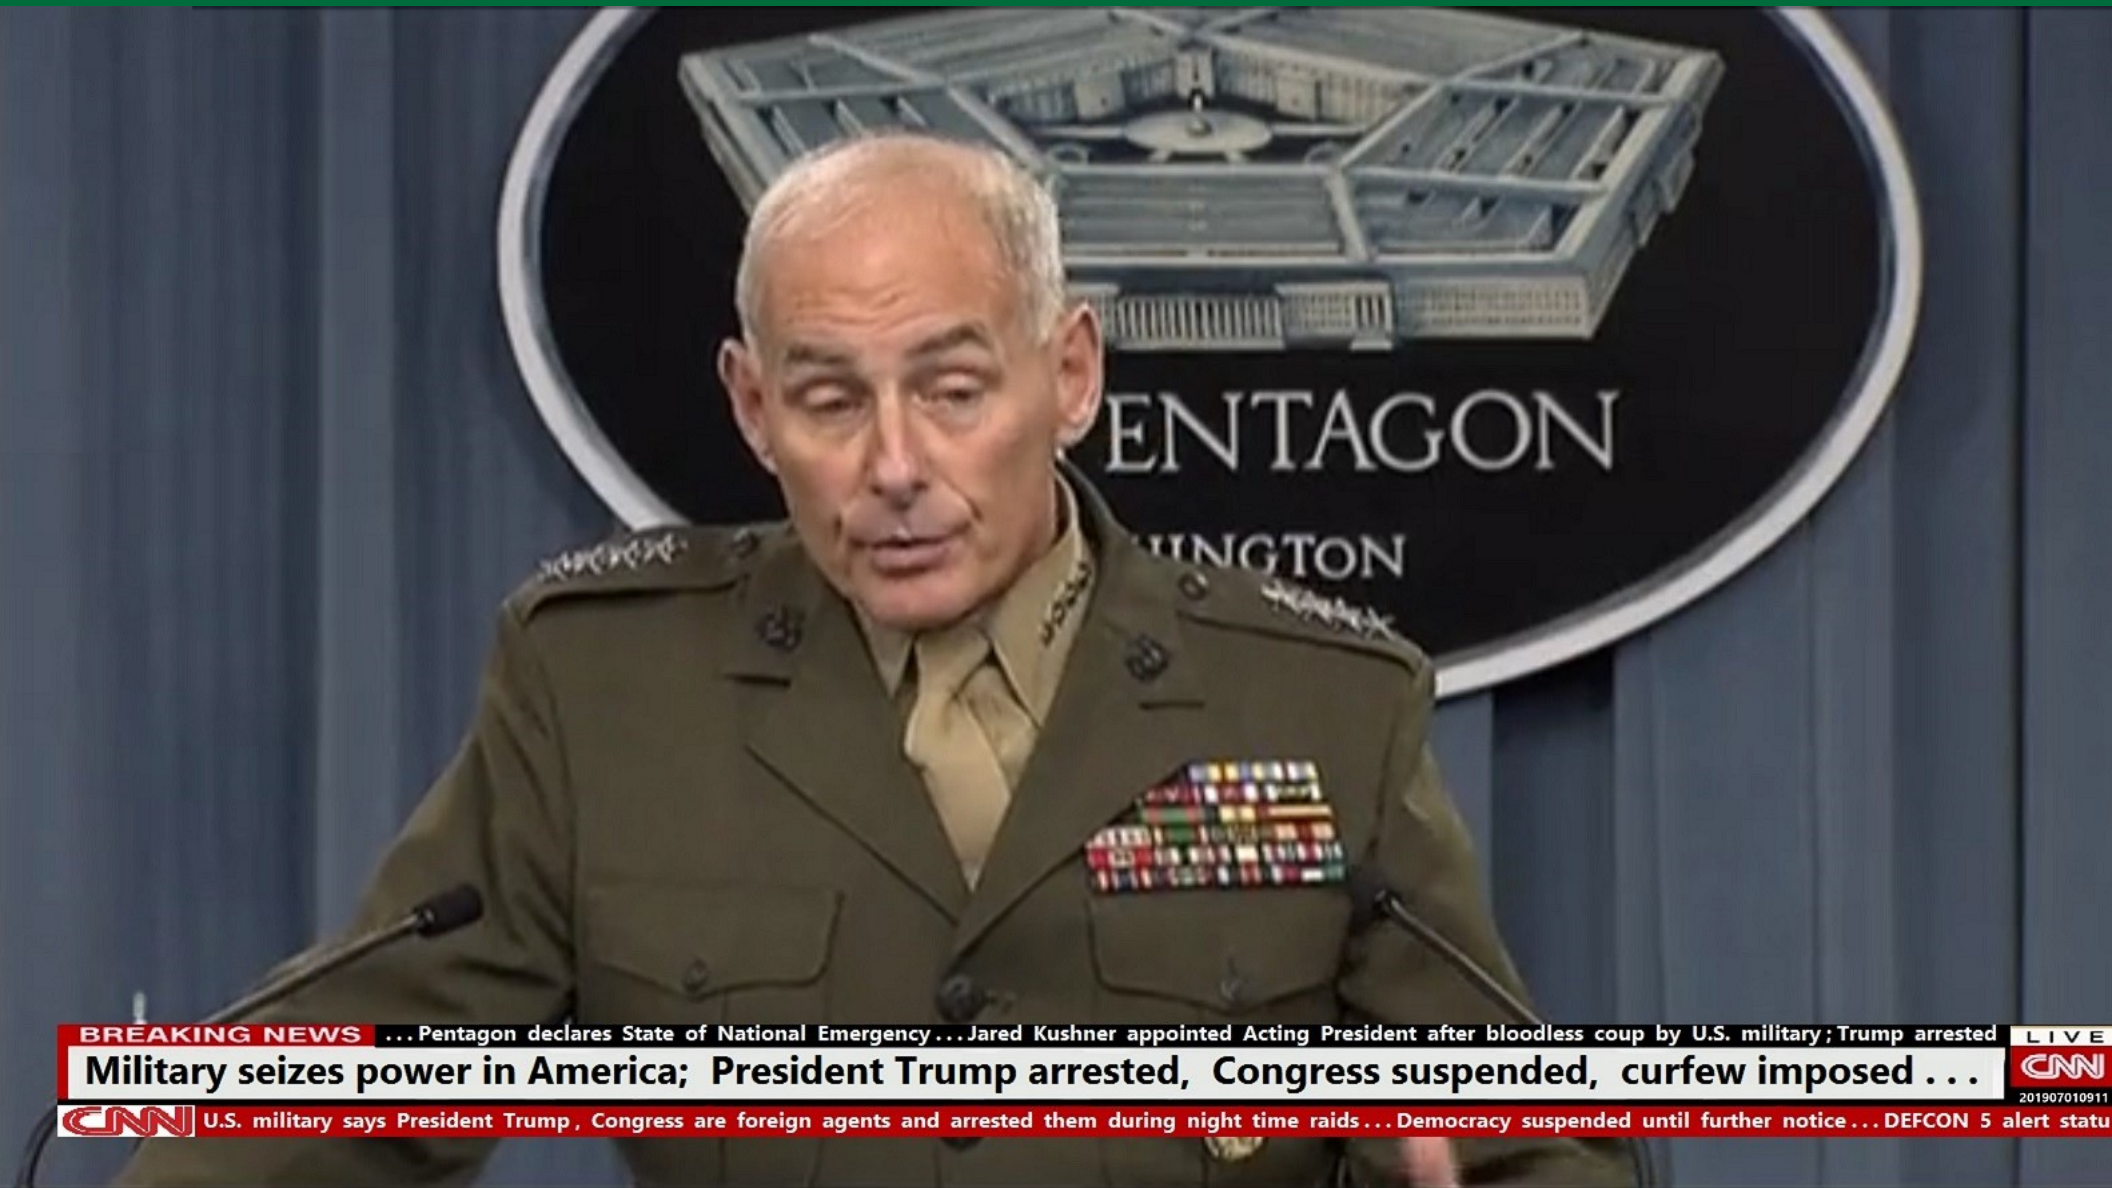 ENTAGON
INGTON
BREAKING NEWS ...Pentagon declares State of National Emergency...Jared Kushner appointed Acting President after bloodless coup by U.S. military; Trump arrested LIVE
Military seizes power in America; President Trump arrested, Congress suspended, curfew imposed . . . CNN
201907010911
CNN U.S. military says President Trump, Congress are foreign agents and arrested them during night time raids...Democracy suspended until further notice...DEFCON 5 alert statu